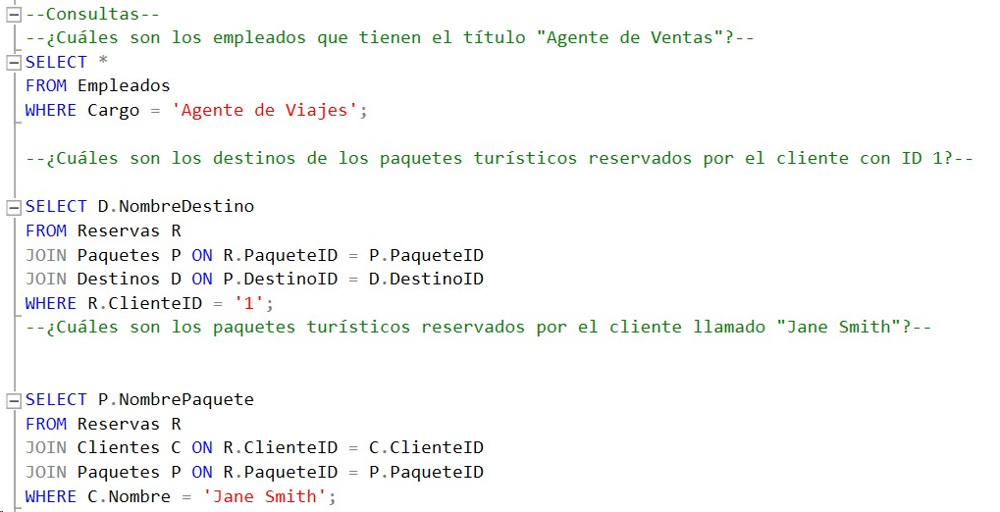 --Consultas--
--¿Cuáles son los empleados que tienen el título "Agente de Ventas"?--
SELECT *
FROM Empleados
WHERE Cargo = 'Agente de Viajes';
--¿Cuáles son los destinos de los paquetes turísticos reservados por el cliente con ID 1?--
SELECT D.NombreDestino
FROM Reservas R
JOIN Paquetes P ON R.PaqueteID = P.PaqueteID
JOIN Destinos D ON P.DestinoID = D.DestinoID
WHERE R.ClienteID = '1';
--¿Cuáles son los paquetes turísticos reservados por el cliente llamado "Jane Smith"?--
SELECT P.NombrePaquete
FROM Reservas R
JOIN Clientes C ON R.ClienteID = C.ClienteID
JOIN Paquetes P ON R.PaqueteID = P.PaqueteID
WHERE C.Nombre = 'Jane Smith';